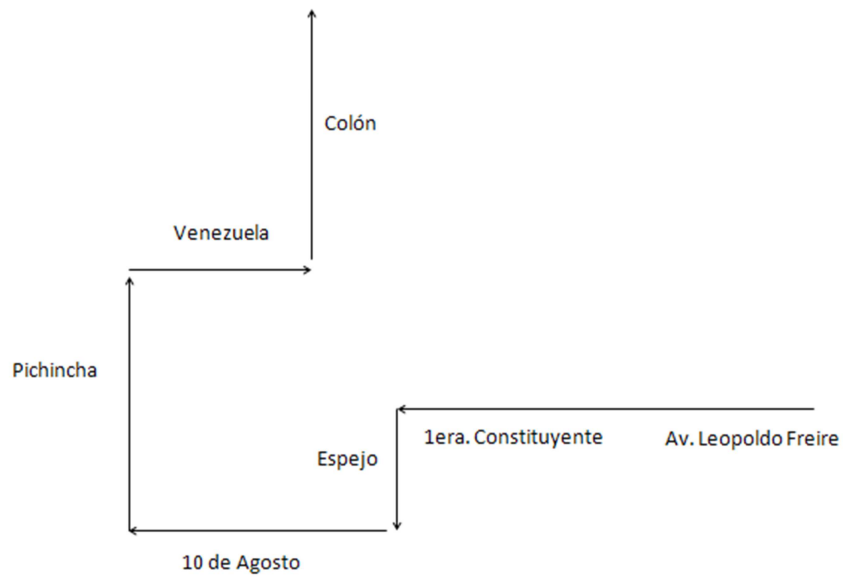 Colón
Venezuela
Pichincha
1era. Constituyente
Av. Leopoldo Freire
Espejo
10 de Agosto